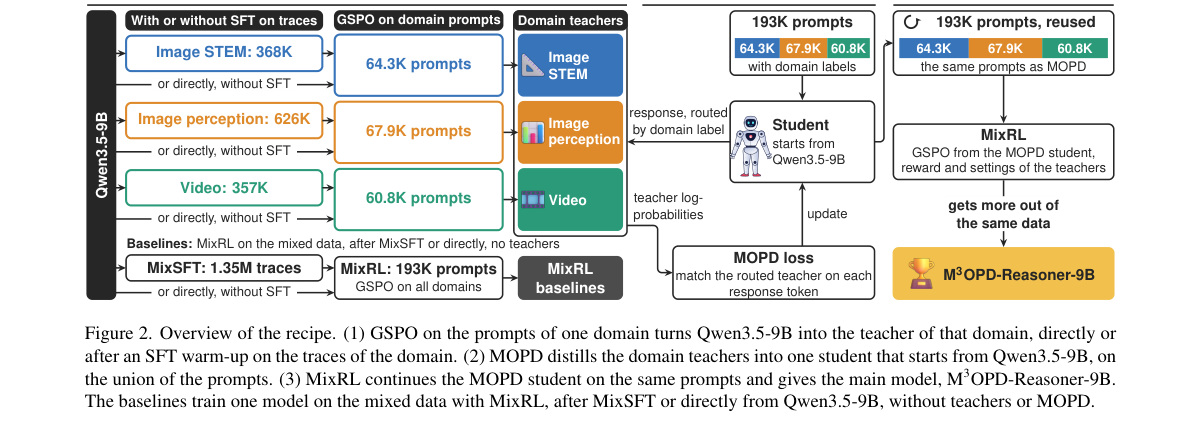 With or without SFT on traces
GSPO on domain prompts
Domain teachers
Qwen3.5-9B
Image STEM: 368K
or directly, without SFT
64.3K prompts
Image
STEM
Image perception: 626K
or directly, without SFT
67.9K prompts
Image
perception
Video: 357K
or directly, without SFT
60.8K prompts
Video
Baselines: MixRL on the mixed data, after MixSFT or directly, no teachers
MixSFT: 1.35M traces
or directly, without SFT
MixRL: 193K prompts
GSPO on all domains
MixRL
baselines
193K prompts
64.3K 67.9K 60.8K
with domain labels
response, routed
by domain label
Student
starts from
Qwen3.5-9B
teacher log-
probabilities
update
MOPD loss
match the routed teacher on each
response token
193K prompts, reused
64.3K 67.9K 60.8K
the same prompts as MOPD
MixRL
GSPO from the MOPD student,
reward and settings of the teachers
gets more out of
the same data
M³OPD-Reasoner-9B
Figure 2. Overview of the recipe. (1) GSPO on the prompts of one domain turns Qwen3.5-9B into the teacher of that domain, directly or
after an SFT warm-up on the traces of the domain. (2) MOPD distills the domain teachers into one student that starts from Qwen3.5-9B, on
the union of the prompts. (3) MixRL continues the MOPD student on the same prompts and gives the main model, M³OPD-Reasoner-9B.
The baselines train one model on the mixed data with MixRL, after MixSFT or directly from Qwen3.5-9B, without teachers or MOPD.